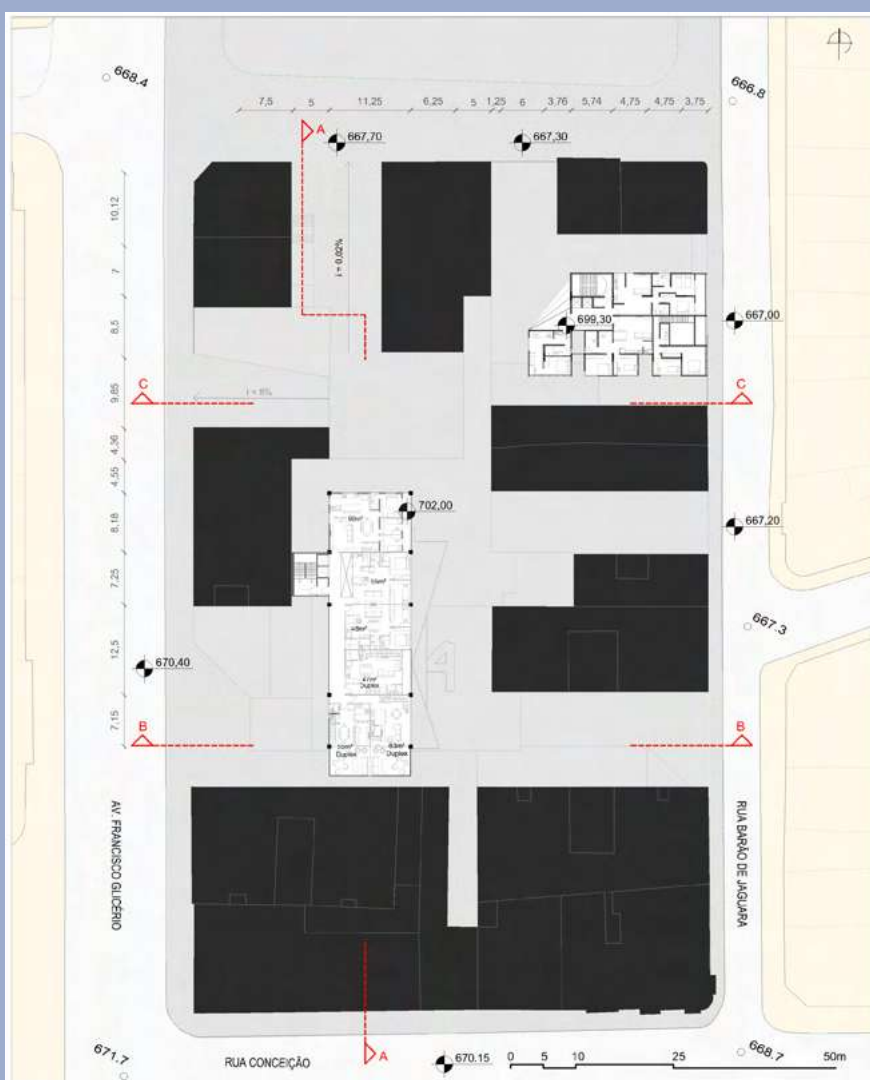 668.4
666.8
7,5 5 11,25 6,25 5 1,25 6 3,76 5,74 4,75 4,75 3,75
A
667,70
667,30
10,12
7
i = 0,02%
8,5
699,30
667,00
9,85
i = 8%
C
C
4,36
4,55
8,18
702,00
667,20
7,25
48m²
667.3
12,5
670,40
47m²
Duplex
7,15
B
B
Duplex
Duplex
AV. FRANCISCO GLICÉRIO
RUA BARÃO DE JAGUARA
671.7
RUA CONCEIÇÃO
A
670.15
0 5 10 25 50m
668.7